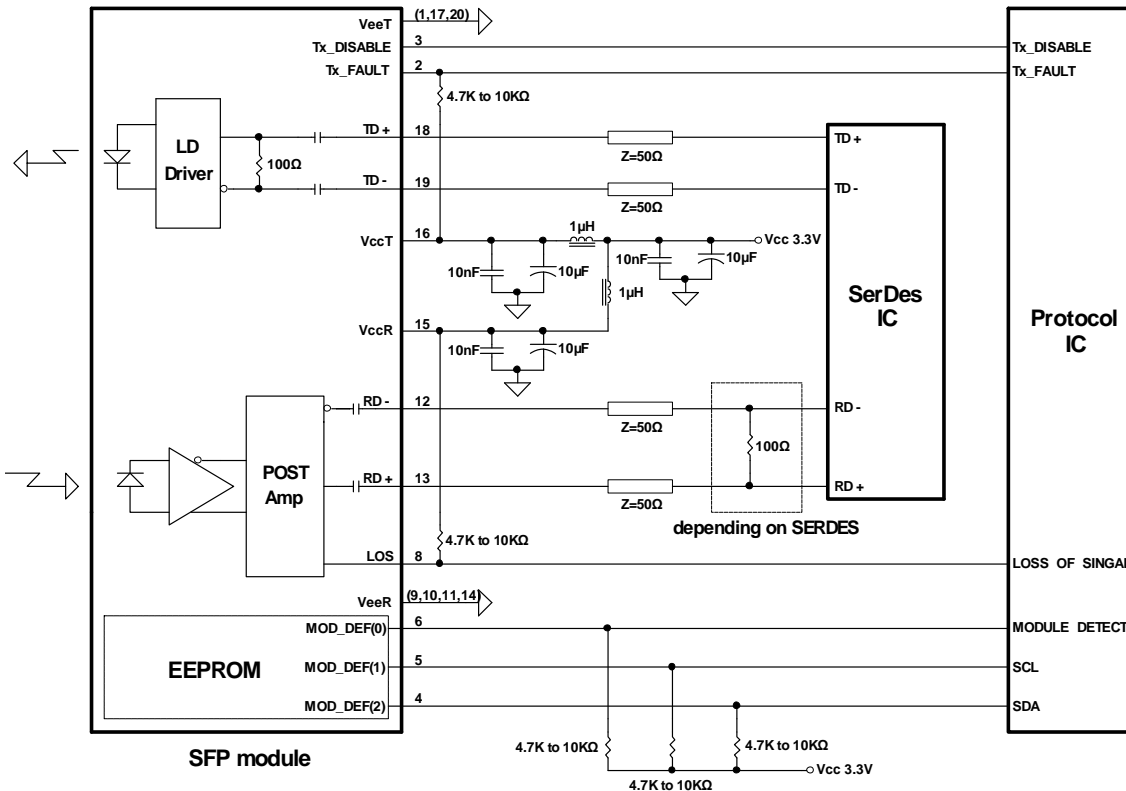 VeeT (1,17,20)
Tx_DISABLE 3 Tx_DISABLE
Tx_FAULT 2 Tx_FAULT
4.7K to 10KΩ
LD
Driver
100Ω
TD + 18 TD +
Z=50Ω
TD - 19 TD -
Z=50Ω
1µH
VccT 16 Vcc 3.3V
10nF 10µF 10nF 10µF
1µH
SerDes
IC
Protocol
IC
VccR 15
10nF 10µF
RD - 12 RD -
Z=50Ω
100Ω
POST
Amp
RD + 13 RD +
Z=50Ω
depending on SERDES
4.7K to 10KΩ
LOS 8 LOSS OF SINGAL
VeeR (9,10,11,14)
MOD_DEF(0) 6 MODULE DETECT
EEPROM
MOD_DEF(1) 5 SCL
MOD_DEF(2) 4 SDA
4.7K to 10KΩ 4.7K to 10KΩ
SFP module
Vcc 3.3V
4.7K to 10KΩ